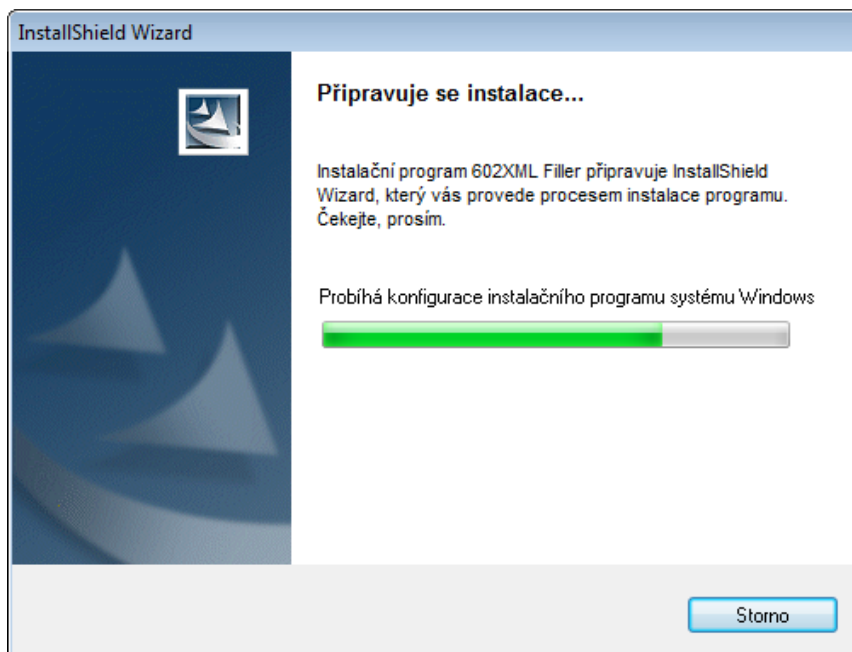 InstallShield Wizard
Připravuje se instalace...
Instalační program 602XML Filler připravuje InstallShield
Wizard, který vás provede procesem instalace programu.
Čekejte, prosím.
Probíhá konfigurace instalačního programu systému Windows
Storno